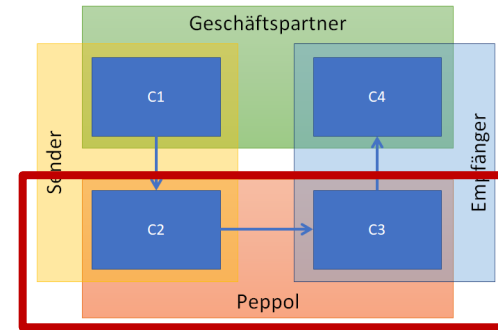 Geschäftspartner
C1
C4
Sender
Empfänger
C2
C3
Peppol